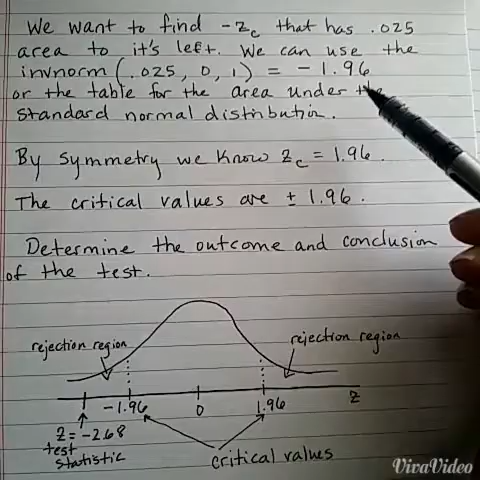 We want to find -Zc that has .025
area to it's left. We can use the
invnorm (.025, 0, 1) = -1.96
or the table for the area under the
standard normal distribution.
By symmetry we know Zc = 1.96.
The critical values are ± 1.96.
Determine the outcome and conclusion
of the test.
rejection region
rejection region
-1.96
0
1.96
Z
Z = -2.68
test
statistic
critical values
VivaVideo